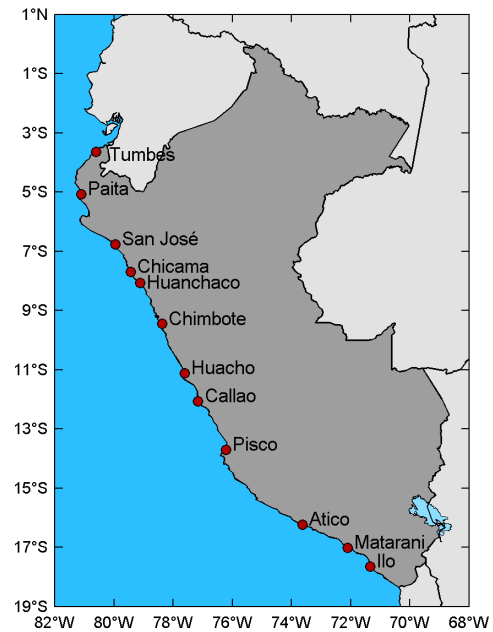 1°N
1°S
3°S
Tumbes
5°S
Paita
7°S
San José
Chicama
Huanchaco
9°S
Chimbote
11°S
Huacho
Callao
13°S
Pisco
15°S
Atico
17°S
Matarani
Ilo
19°S
82°W 80°W 78°W 76°W 74°W 72°W 70°W 68°W